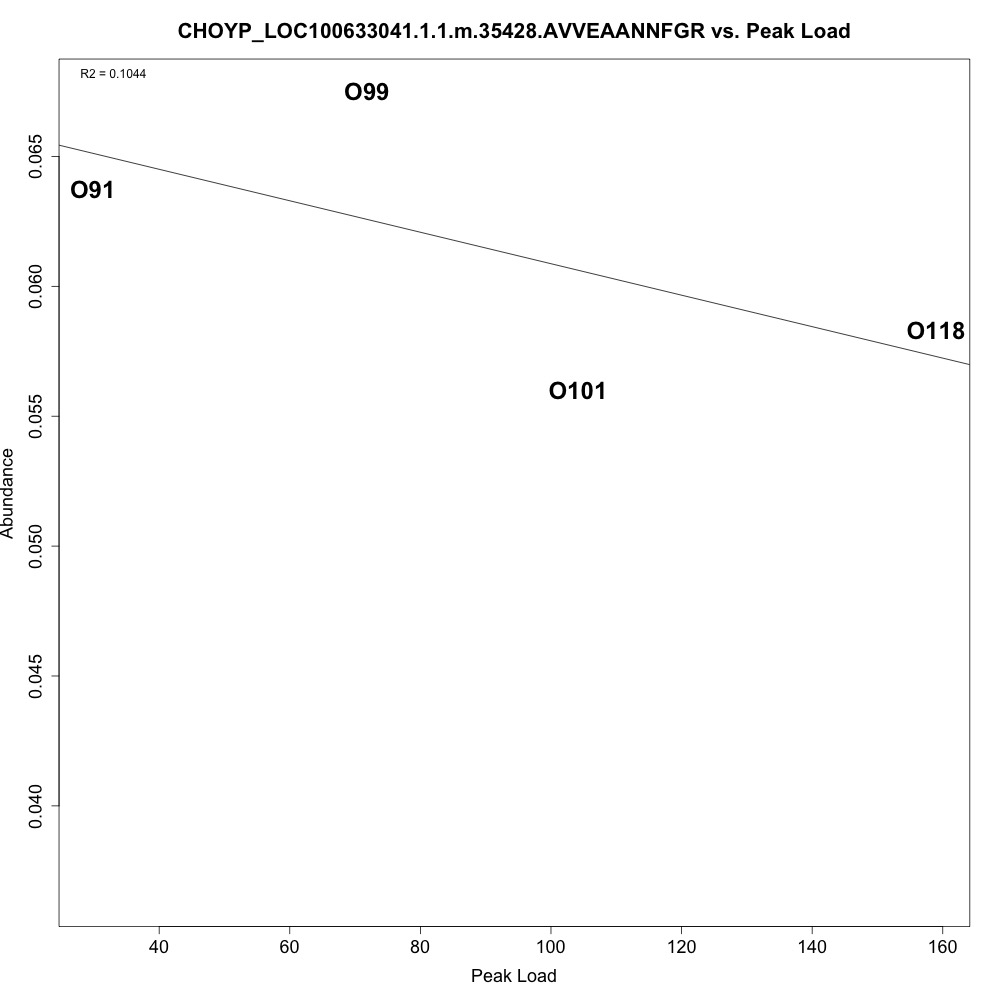 CHOYP_LOC100633041.1.1.m.35428.AVVEAANNFGR vs. Peak Load
R2 = 0.1044
O99
O91
O118
O101
Abundance
0.065
0.060
0.055
0.050
0.045
0.040
40 60 80 100 120 140 160
Peak Load